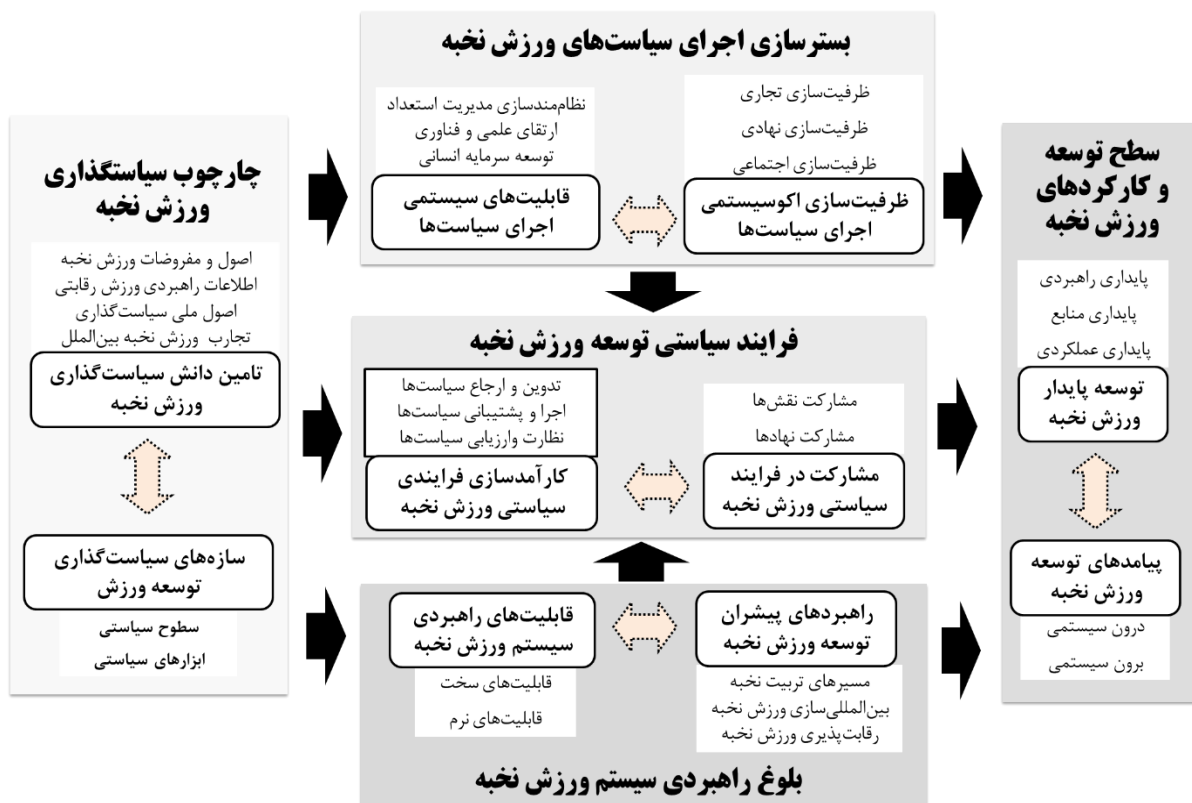 بسترسازی اجرای سیاست‌های ورزش نخبه
ظرفیت‌سازی تجاری
ظرفیت‌سازی نهادی
ظرفیت‌سازی اجتماعی
ظرفیت‌سازی اکوسیستمی
اجرای سیاست‌ها
نظام‌مندسازی مدیریت استعداد
ارتقای علمی و فناوری
توسعه سرمایه انسانی
قابلیت‌های سیستمی
اجرای سیاست‌ها
چارچوب سیاستگذاری
ورزش نخبه
اصول و مفروضات ورزش نخبه
اطلاعات راهبردی ورزش رقابتی
اصول ملی سیاست‌گذاری
تجارب ورزش نخبه بین‌الملل
تامین دانش سیاست‌گذاری
ورزش نخبه
سازه‌های سیاست‌گذاری
توسعه ورزش
سطوح سیاستی
ابزارهای سیاستی
فرایند سیاستی توسعه ورزش نخبه
مشارکت نقش‌ها
مشارکت نهادها
مشارکت در فرایند
سیاستی ورزش نخبه
تدوین و ارجاع سیاست‌ها
اجرا و پشتیبانی سیاست‌ها
نظارت وارزیابی سیاست‌ها
کارآمدسازی فرایندی
سیاستی ورزش نخبه
راهبردهای پیشران
توسعه ورزش نخبه
مسیرهای تربیت نخبه
بین‌المللی‌سازی ورزش نخبه
رقابت‌پذیری ورزش نخبه
قابلیت‌های راهبردی
سیستم ورزش نخبه
قابلیت‌های سخت
قابلیت‌های نرم
بلوغ راهبردی سیستم ورزش نخبه
سطح توسعه
و کارکردهای
ورزش نخبه
پایداری راهبردی
پایداری منابع
پایداری عملکردی
توسعه پایدار
ورزش نخبه
پیامدهای توسعه
ورزش نخبه
درون سیستمی
برون سیستمی